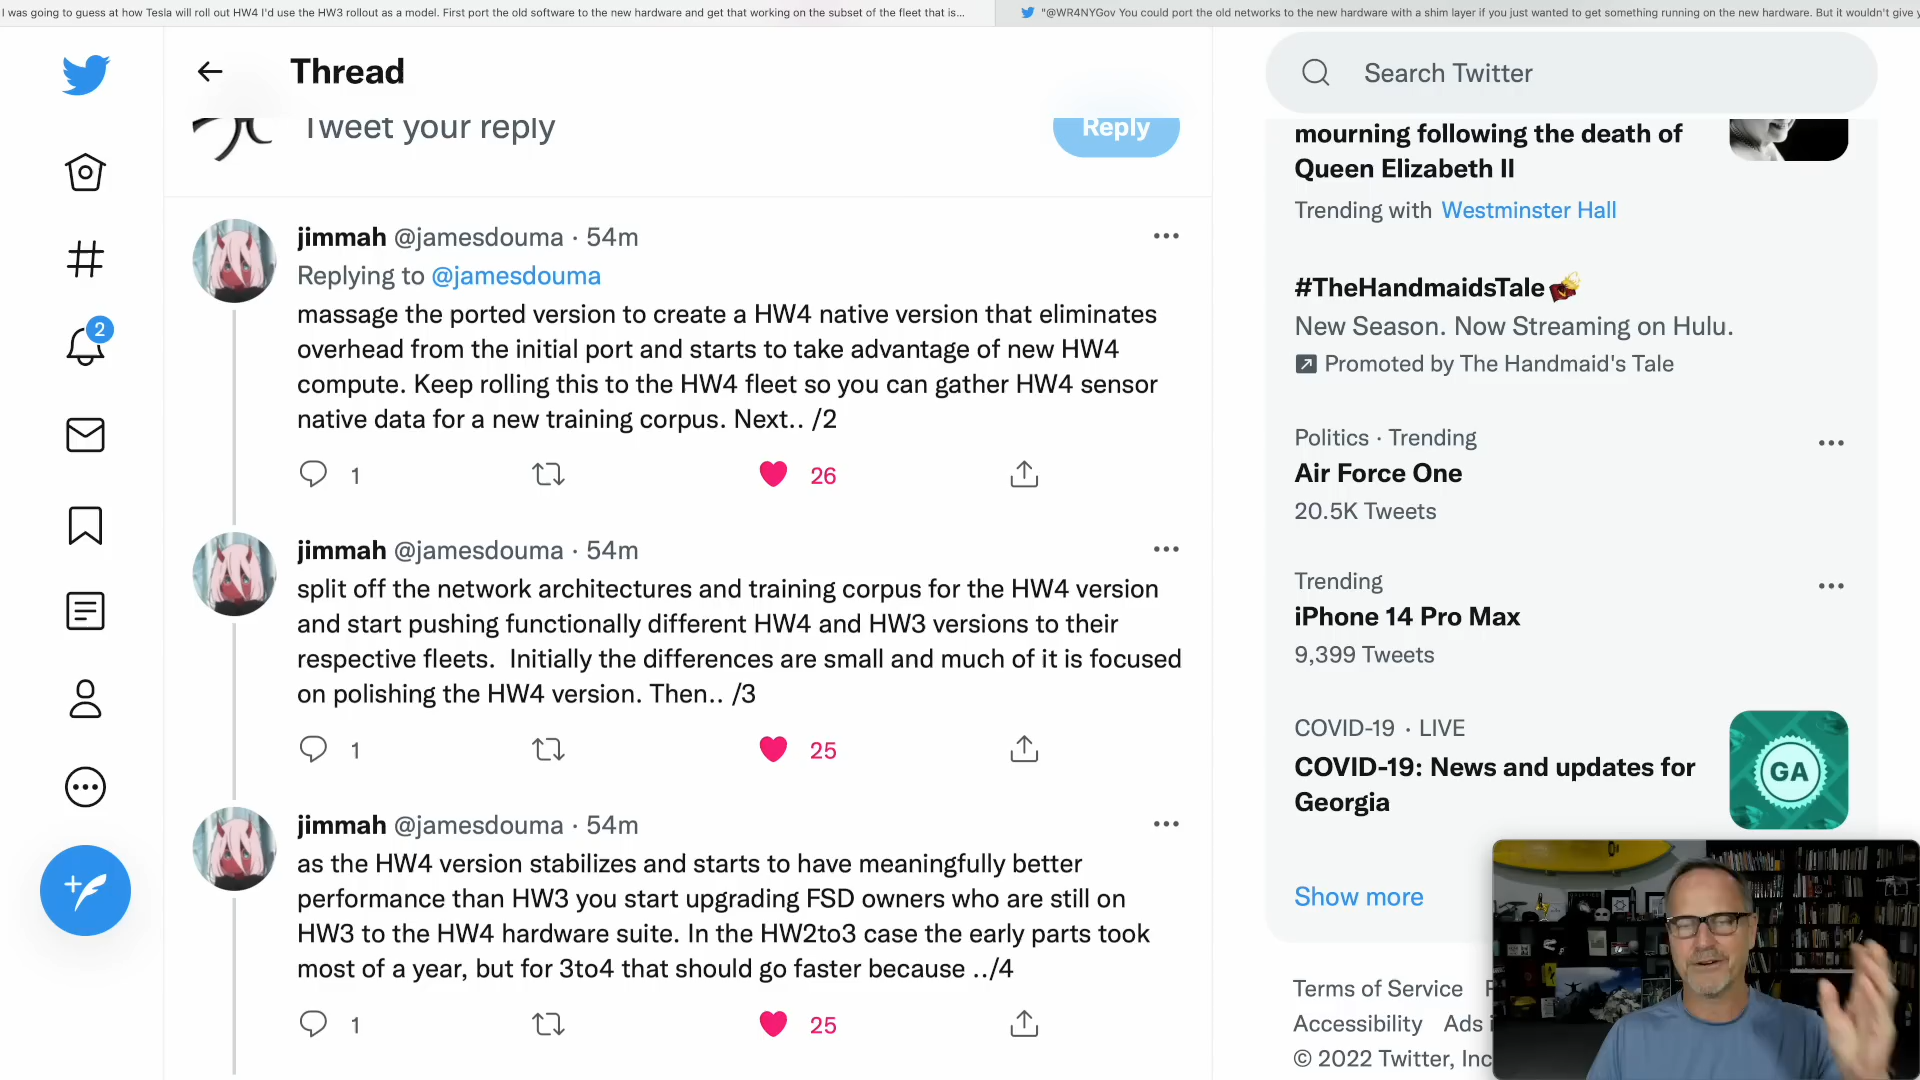 I was going to guess at how Tesla will roll out HW4 I'd use the HW3 rollout as a model. First port the old software to the new hardware and get that working on the subset of the fleet that is...
"@WR4NYGov You could port the old networks to the new hardware with a shim layer if you just wanted to get something running on the new hardware. But it wouldn't give y
Thread
Search Twitter
Tweet your reply
Reply
mourning following the death of
Queen Elizabeth II
Trending with Westminster Hall
jimmah @jamesdouma · 54m
Replying to @jamesdouma
massage the ported version to create a HW4 native version that eliminates
overhead from the initial port and starts to take advantage of new HW4
compute. Keep rolling this to the HW4 fleet so you can gather HW4 sensor
native data for a new training corpus. Next.. /2
1
26
2
#TheHandmaidsTale
New Season. Now Streaming on Hulu.
Promoted by The Handmaid's Tale
Politics · Trending
Air Force One
20.5K Tweets
jimmah @jamesdouma · 54m
split off the network architectures and training corpus for the HW4 version
and start pushing functionally different HW4 and HW3 versions to their
respective fleets.  Initially the differences are small and much of it is focused
on polishing the HW4 version. Then.. /3
1
25
Trending
iPhone 14 Pro Max
9,399 Tweets
COVID-19 · LIVE
COVID-19: News and updates for
Georgia
GA
jimmah @jamesdouma · 54m
as the HW4 version stabilizes and starts to have meaningfully better
performance than HW3 you start upgrading FSD owners who are still on
HW3 to the HW4 hardware suite. In the HW2to3 case the early parts took
most of a year, but for 3to4 that should go faster because ../4
1
25
Show more
Terms of Service
Accessibility Ads
© 2022 Twitter, Inc